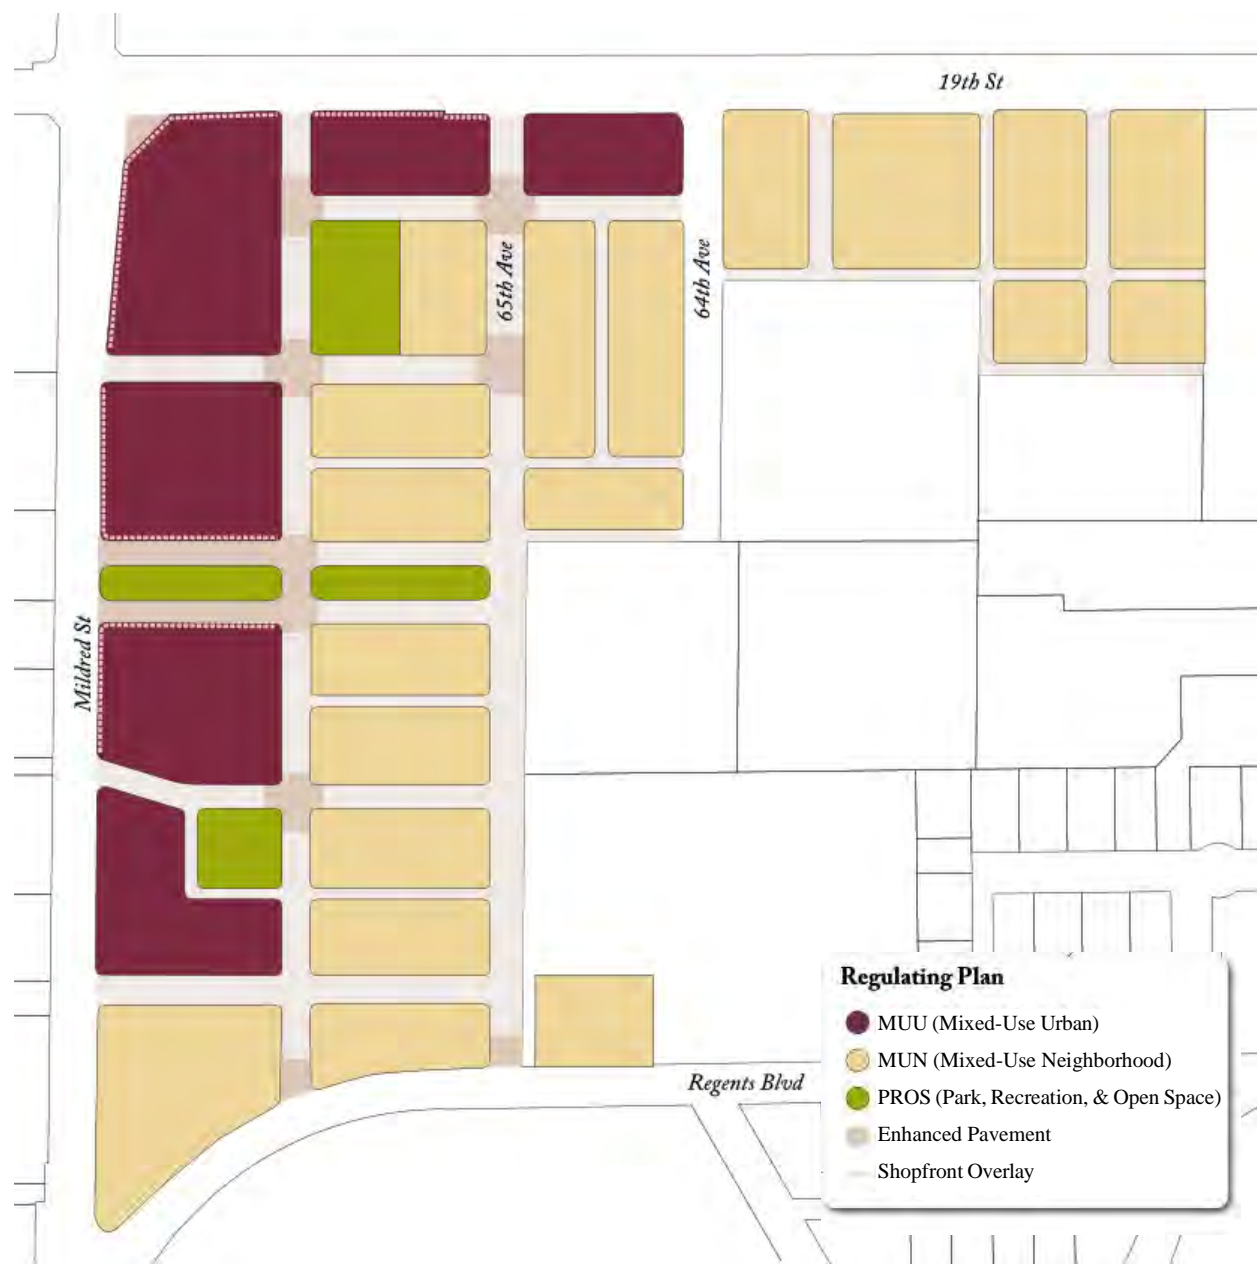 19th St
65th Ave
64th Ave
Mildred St
Regents Blvd
Regulating Plan
MUU (Mixed-Use Urban)
MUN (Mixed-Use Neighborhood)
PROS (Park, Recreation, & Open Space)
Enhanced Pavement
Shopfront Overlay